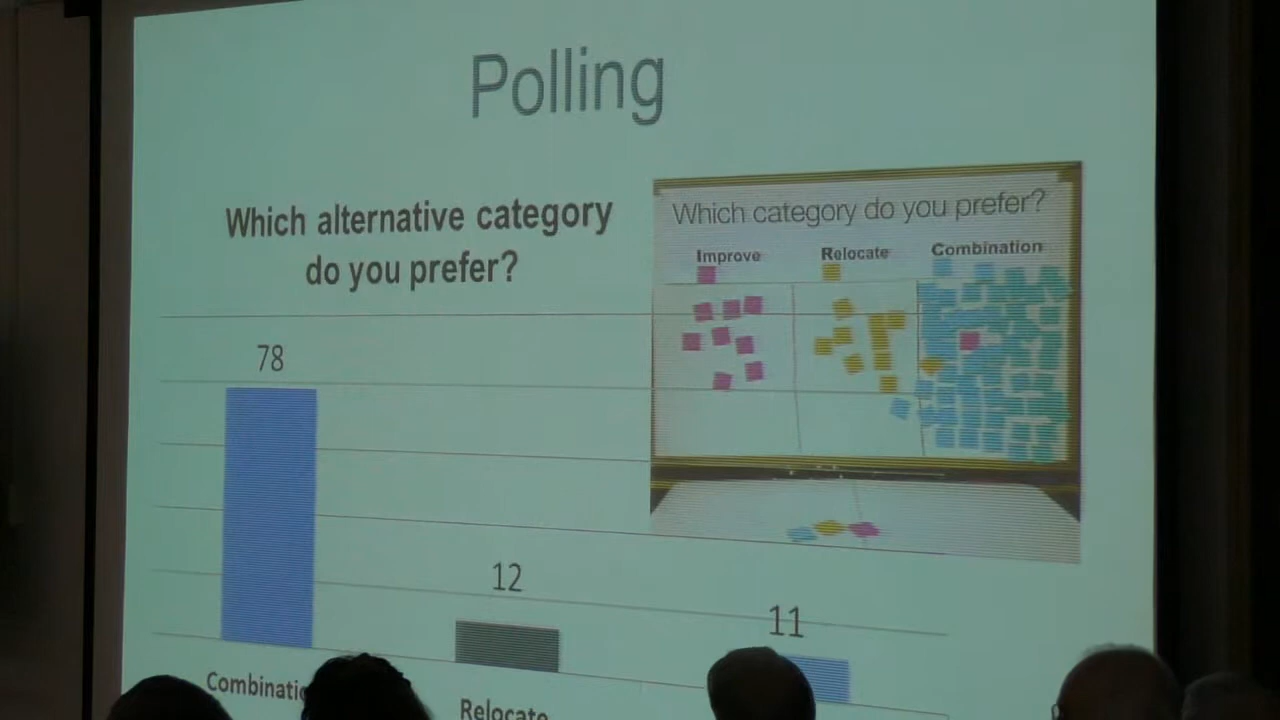 Polling
Which alternative category
do you prefer?
78
12
11
Relocate
Which category do you prefer?
Improve
Relocate
Combination